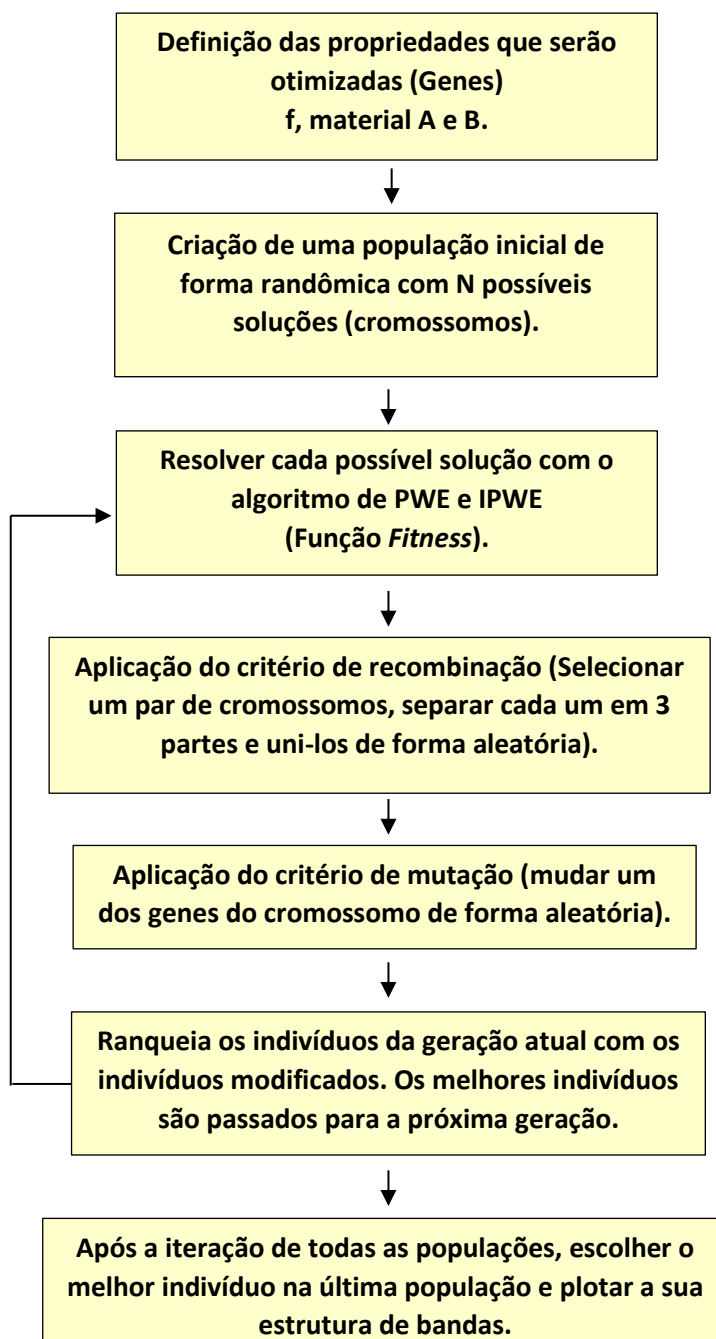 Definição das propriedades que serão
otimizadas (Genes)
f, material A e B.
Criação de uma população inicial de
forma randômica com N possíveis
soluções (cromossomos).
Resolver cada possível solução com o
algoritmo de PWE e IPWE
(Função Fitness).
Aplicação do critério de recombinação (Selecionar
um par de cromossomos, separar cada um em 3
partes e uni-los de forma aleatória).
Aplicação do critério de mutação (mudar um
dos genes do cromossomo de forma aleatória).
Ranqueia os indivíduos da geração atual com os
indivíduos modificados. Os melhores indivíduos
são passados para a próxima geração.
Após a iteração de todas as populações, escolher o
melhor indivíduo na última população e plotar a sua
estrutura de bandas.